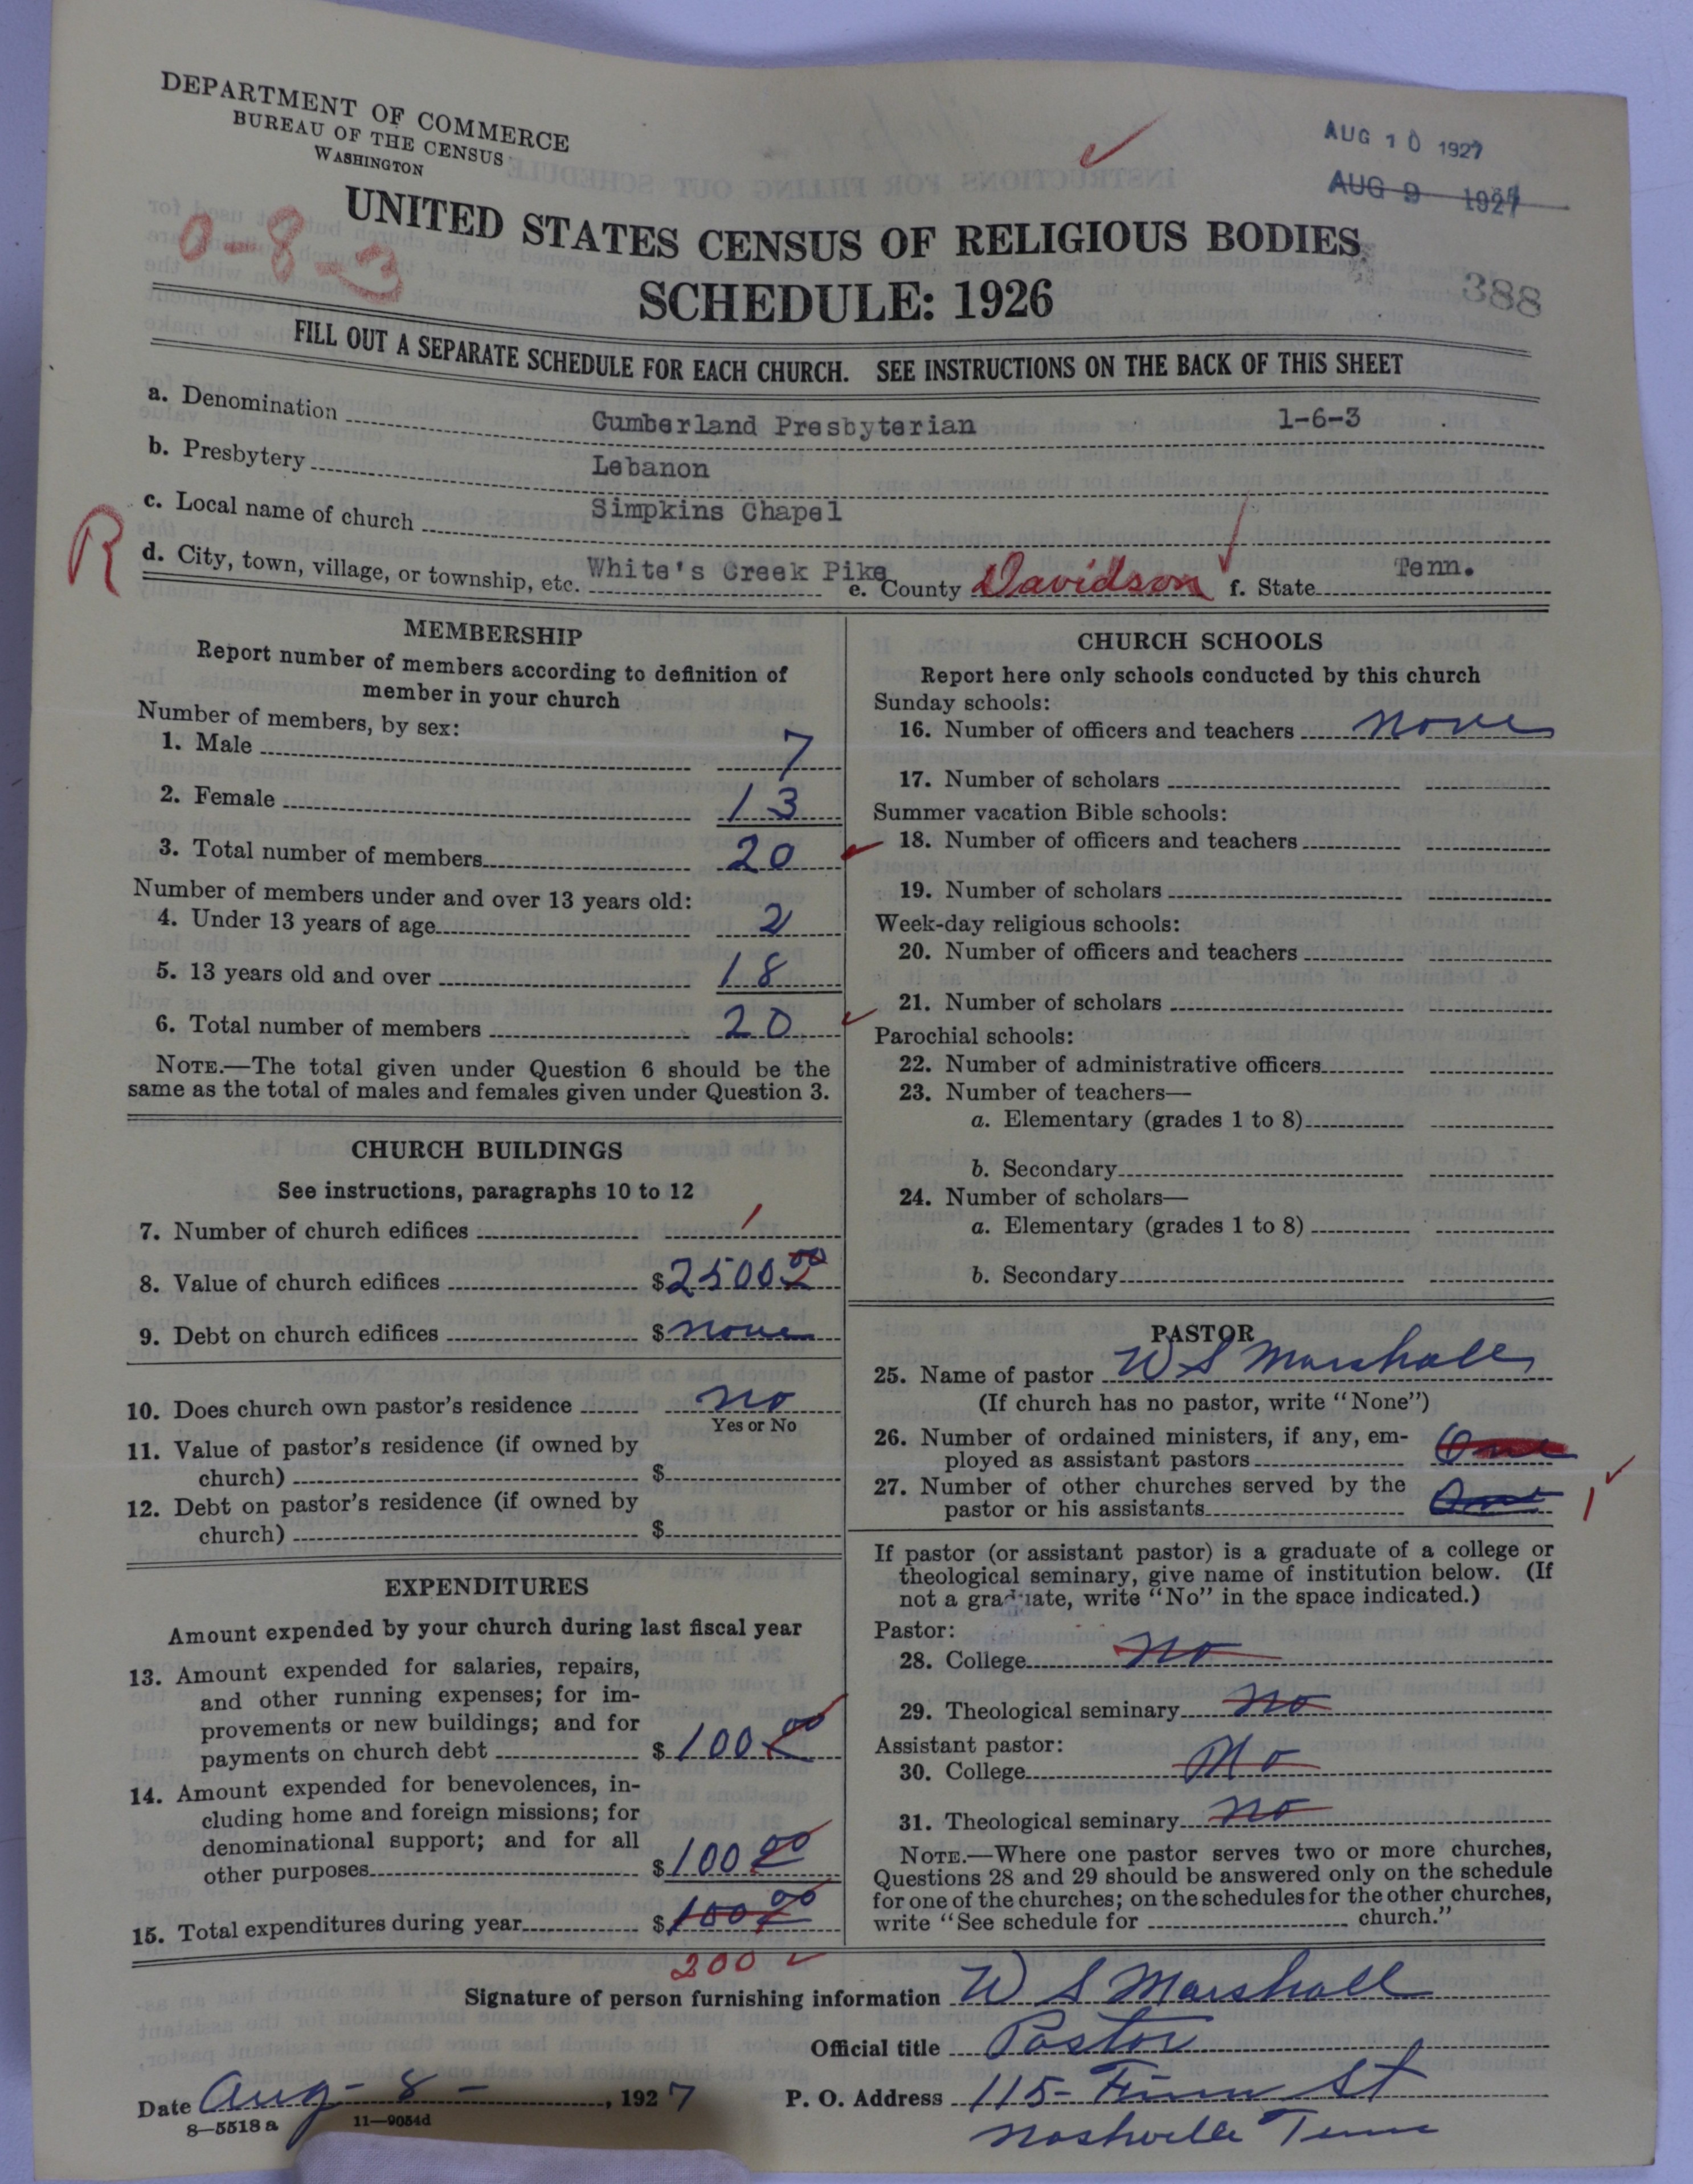 DEPARTMENT OF COMMERCE
BUREAU OF THE CENSUS
WASHINGTON
AUG 10 1927
AUG 9 1927
UNITED STATES CENSUS OF RELIGIOUS BODIES
0-8-3
SCHEDULE: 1926
388
FILL OUT A SEPARATE SCHEDULE FOR EACH CHURCH. SEE INSTRUCTIONS ON THE BACK OF THIS SHEET
a. Denomination Cumberland Presbyterian 1-6-3
b. Presbytery Lebanon
c. Local name of church Simpkins Chapel
R
d. City, town, village, or township, etc. White's Creek Pike e. County Davidson f. State Tenn.
MEMBERSHIP
Report number of members according to definition of
member in your church
Number of members, by sex:
1. Male 7
2. Female 13
3. Total number of members 20
Number of members under and over 13 years old:
4. Under 13 years of age 2
5. 13 years old and over 18
6. Total number of members 20
NOTE.—The total given under Question 6 should be the
same as the total of males and females given under Question 3.
CHURCH BUILDINGS
See instructions, paragraphs 10 to 12
7. Number of church edifices 1
8. Value of church edifices $2500 00
9. Debt on church edifices $ none
10. Does church own pastor's residence no
Yes or No
11. Value of pastor's residence (if owned by
church) $
12. Debt on pastor's residence (if owned by
church) $
EXPENDITURES
Amount expended by your church during last fiscal year
13. Amount expended for salaries, repairs,
and other running expenses; for im-
provements or new buildings; and for
payments on church debt $ 100 00
14. Amount expended for benevolences, in-
cluding home and foreign missions; for
denominational support; and for all
other purposes $ 100 00
15. Total expenditures during year $ 100 00
200
CHURCH SCHOOLS
Report here only schools conducted by this church
Sunday schools:
16. Number of officers and teachers none
17. Number of scholars
Summer vacation Bible schools:
18. Number of officers and teachers
19. Number of scholars
Week-day religious schools:
20. Number of officers and teachers
21. Number of scholars
Parochial schools:
22. Number of administrative officers
23. Number of teachers—
a. Elementary (grades 1 to 8)
b. Secondary
24. Number of scholars—
a. Elementary (grades 1 to 8)
b. Secondary
PASTOR
25. Name of pastor W S Marshall
(If church has no pastor, write "None")
26. Number of ordained ministers, if any, em-
ployed as assistant pastors One
27. Number of other churches served by the
pastor or his assistants One 1
If pastor (or assistant pastor) is a graduate of a college or
theological seminary, give name of institution below. (If
not a graduate, write "No" in the space indicated.)
Pastor:
28. College no
29. Theological seminary no
Assistant pastor:
30. College No
31. Theological seminary no
NOTE.—Where one pastor serves two or more churches,
Questions 28 and 29 should be answered only on the schedule
for one of the churches; on the schedules for the other churches,
write "See schedule for church."
Signature of person furnishing information W S Marshall
Official title Pastor
Date Aug - 8 - , 1927 P. O. Address 115 St
8—5518 a 11—9054d
Nashville Tenn